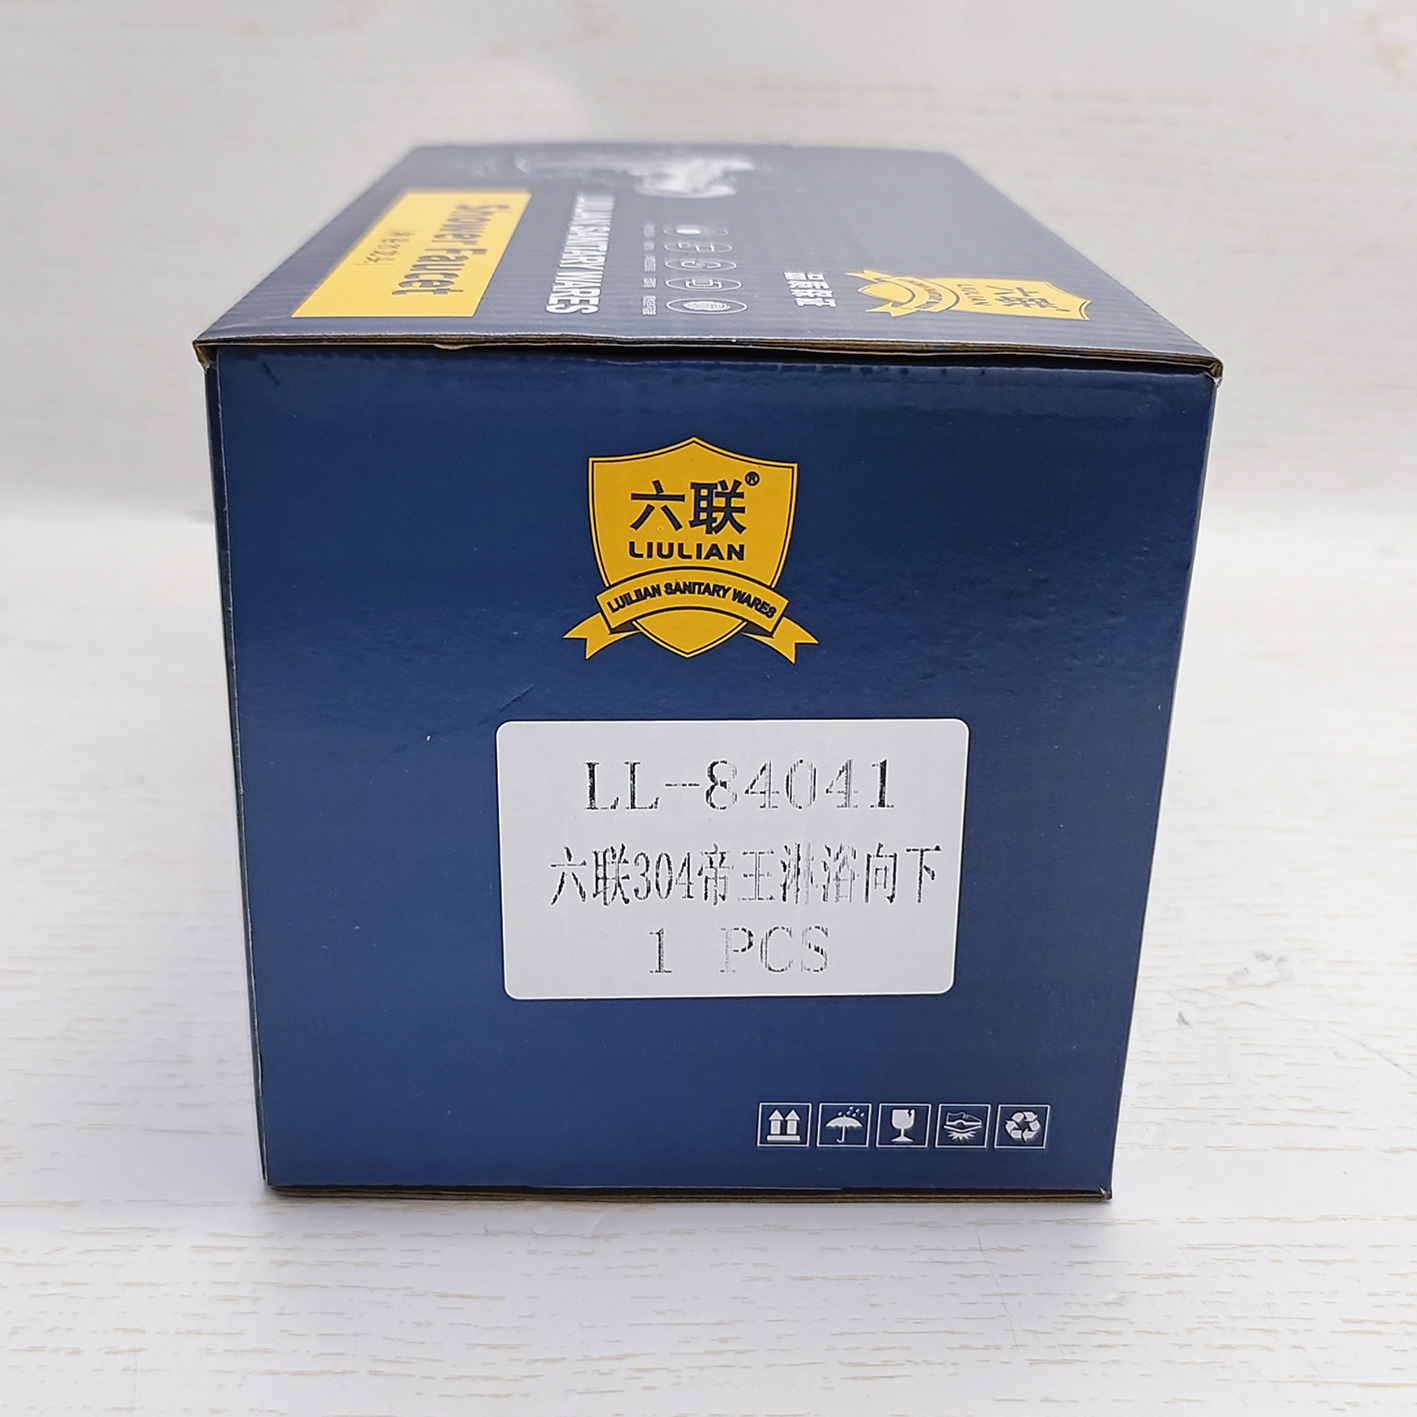 Shower Faucet
LIULIAN SANITARY WARES
六联
LIULIAN
六联®
LIULIAN
LUILIIAN SANITARY WARES
LL-84041
六联304帝王淋浴向下
1 PCS